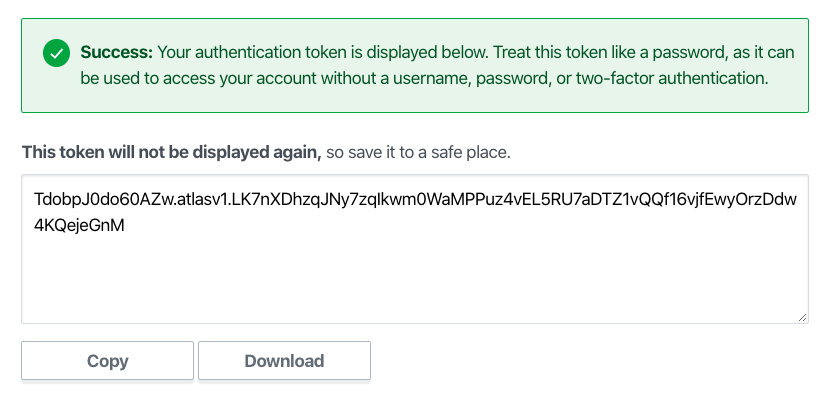 Success: Your authentication token is displayed below. Treat this token like a password, as it can
be used to access your account without a username, password, or two-factor authentication.
This token will not be displayed again, so save it to a safe place.
TdobpJ0do60AZw.atlasv1.LK7nXDhzqJNy7zqlkwm0WaMPPuz4vEL5RU7aDTZ1vQQf16vjfEwyOrzDdw
4KQejeGnM
Copy
Download